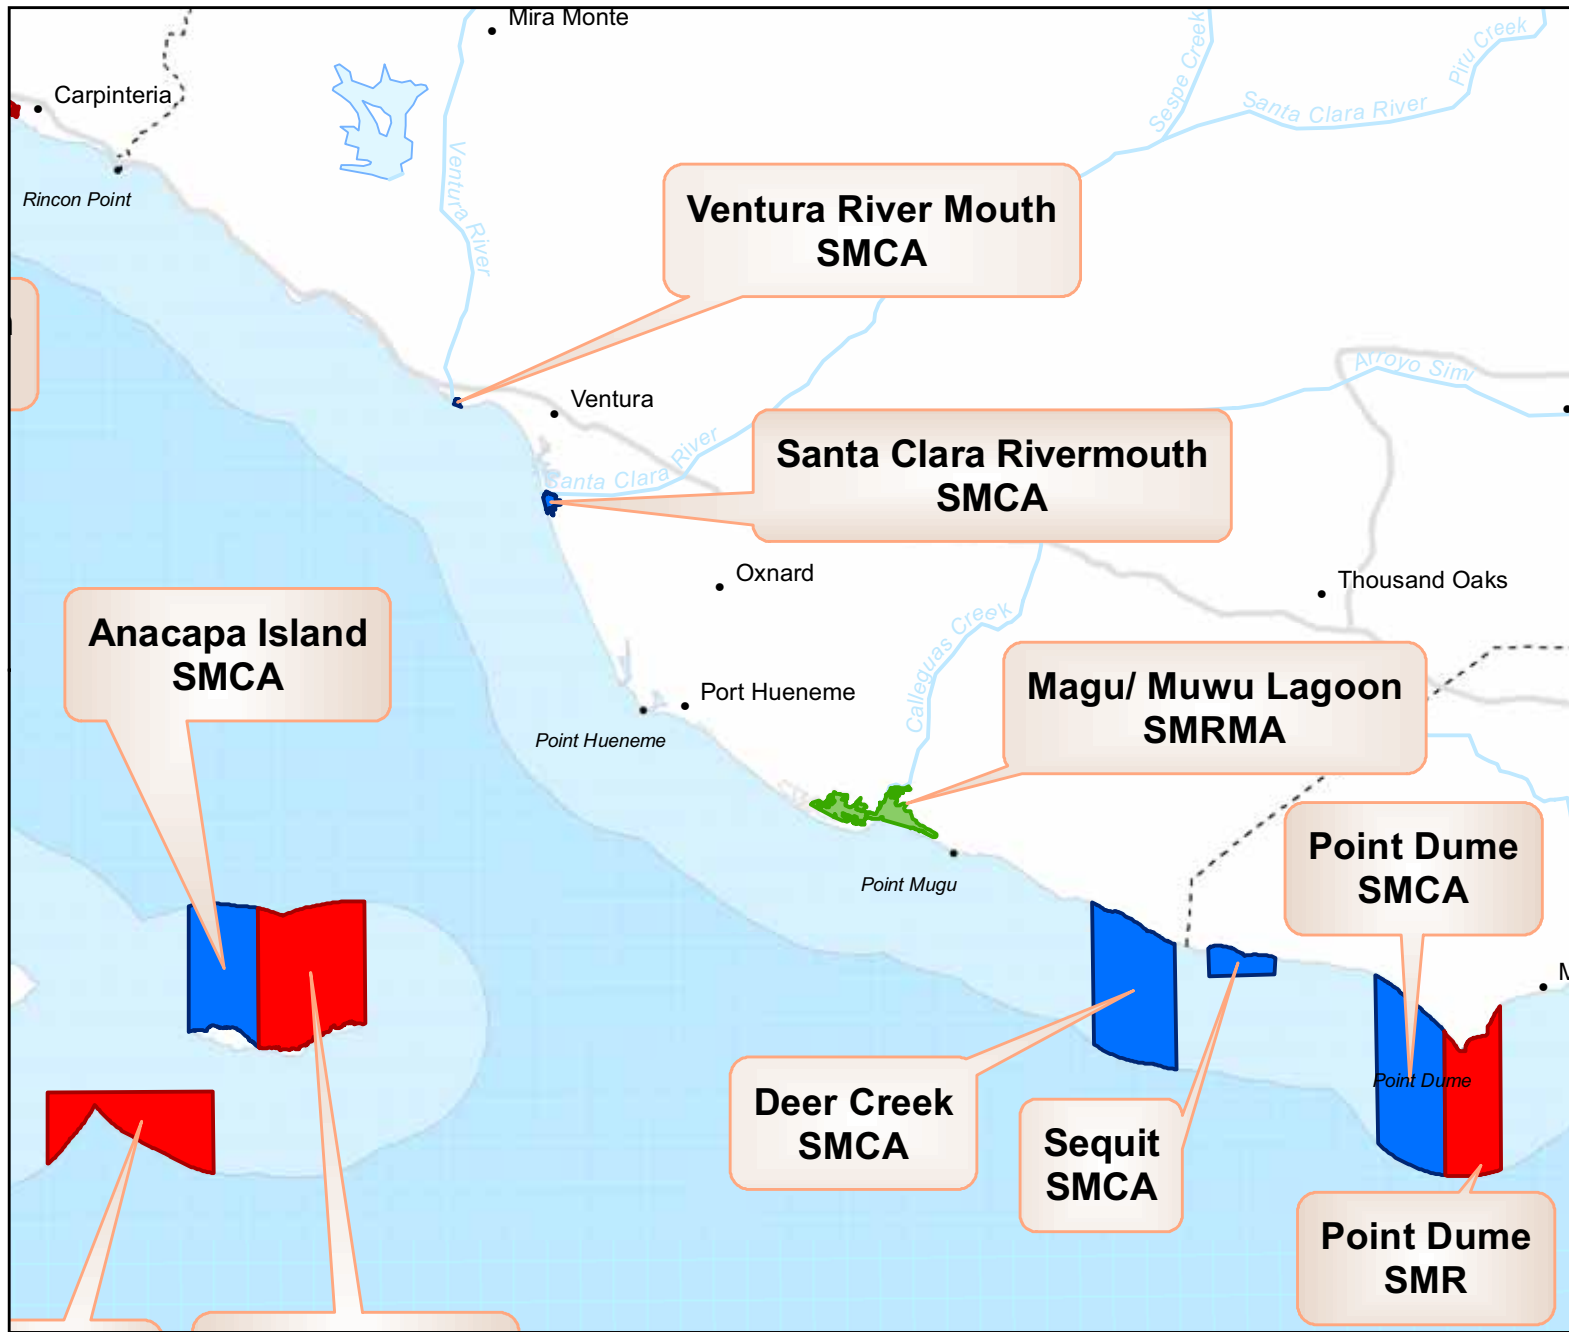 Mira Monte
Carpinteria
Rincon Point
Ventura River
Sespe Creek
Piru Creek
Santa Clara River
Ventura River Mouth
SMCA
Arroyo Simi
Ventura
Santa Clara River
Santa Clara Rivermouth
SMCA
Oxnard
Thousand Oaks
Calleguas Creek
Anacapa Island
SMCA
Magu/ Muwu Lagoon
SMRMA
Port Hueneme
Point Hueneme
Point Mugu
Point Dume
SMCA
M
Point Dume
Deer Creek
SMCA
Sequit
SMCA
Point Dume
SMR